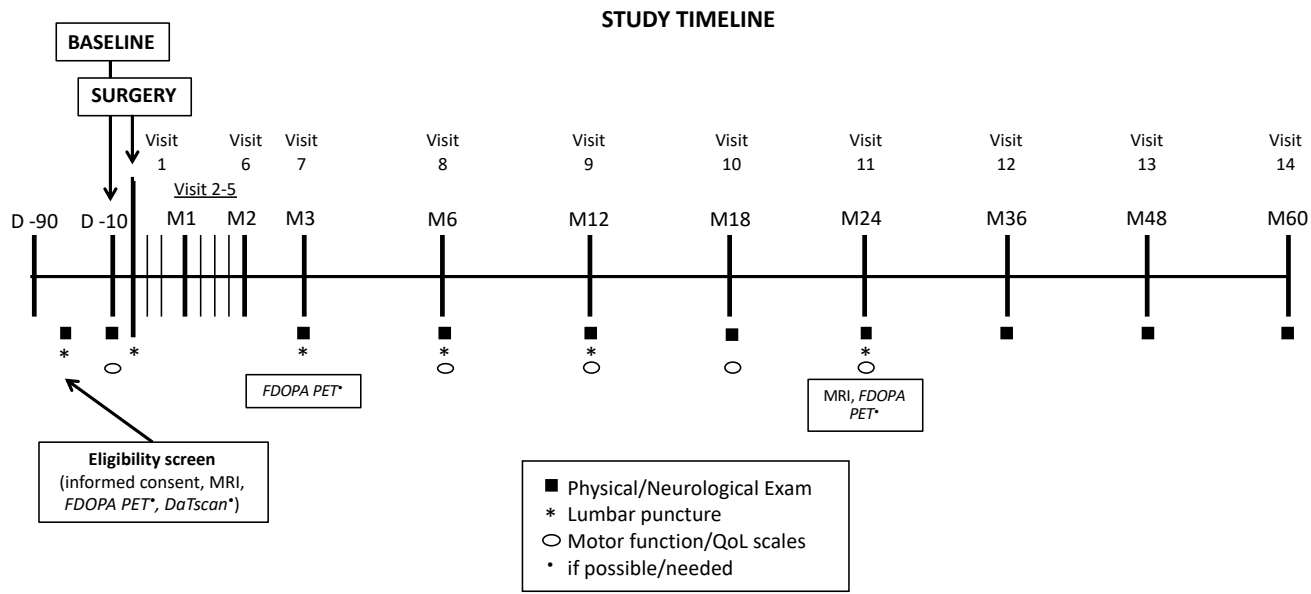 STUDY TIMELINE
BASELINE
SURGERY
Visit
1
Visit
6
Visit
7
Visit
8
Visit
9
Visit
10
Visit
11
Visit
12
Visit
13
Visit
14
Visit 2-5
D -90
D -10
M1
M2
M3
M6
M12
M18
M24
M36
M48
M60
* * * * * *
FDOPA PET•
MRI, FDOPA
PET•
Eligibility screen
(informed consent, MRI,
FDOPA PET•, DaTscan•)
■ Physical/Neurological Exam
* Lumbar puncture
Motor function/QoL scales
• if possible/needed